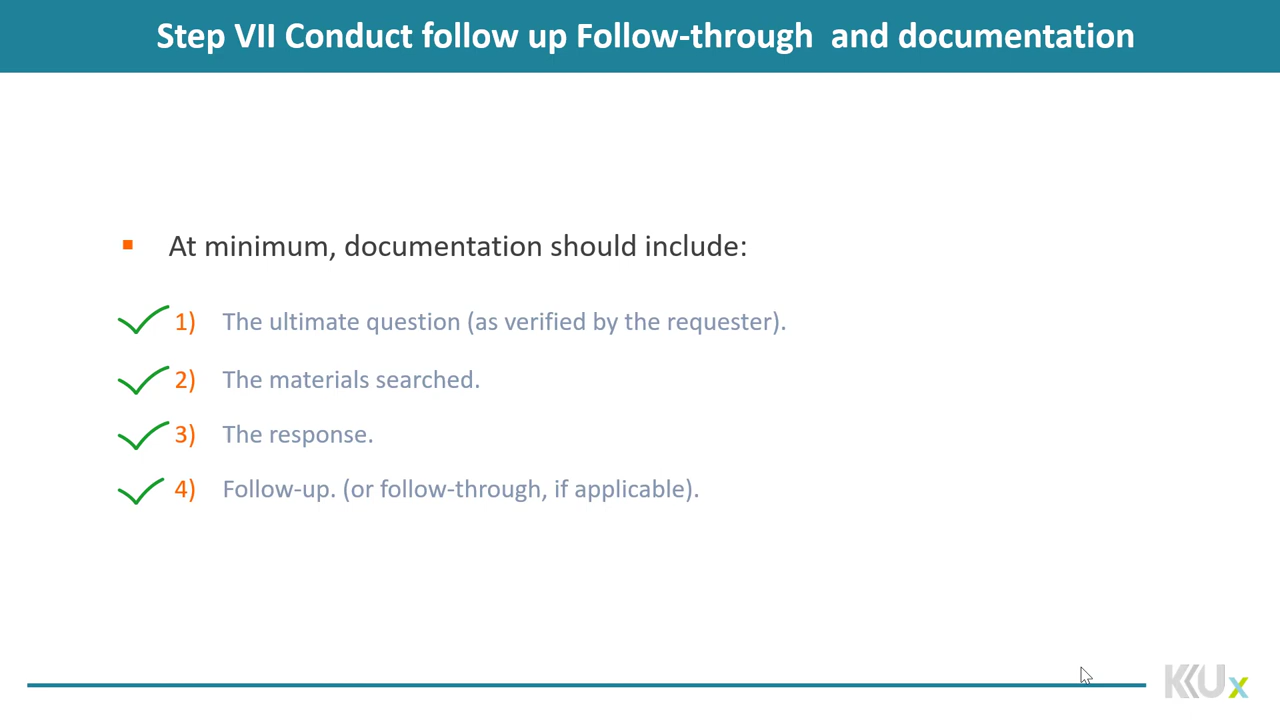 Step VII Conduct follow up Follow-through and documentation
▪ At minimum, documentation should include:
1) The ultimate question (as verified by the requester).
2) The materials searched.
3) The response.
4) Follow-up. (or follow-through, if applicable).
KKUx